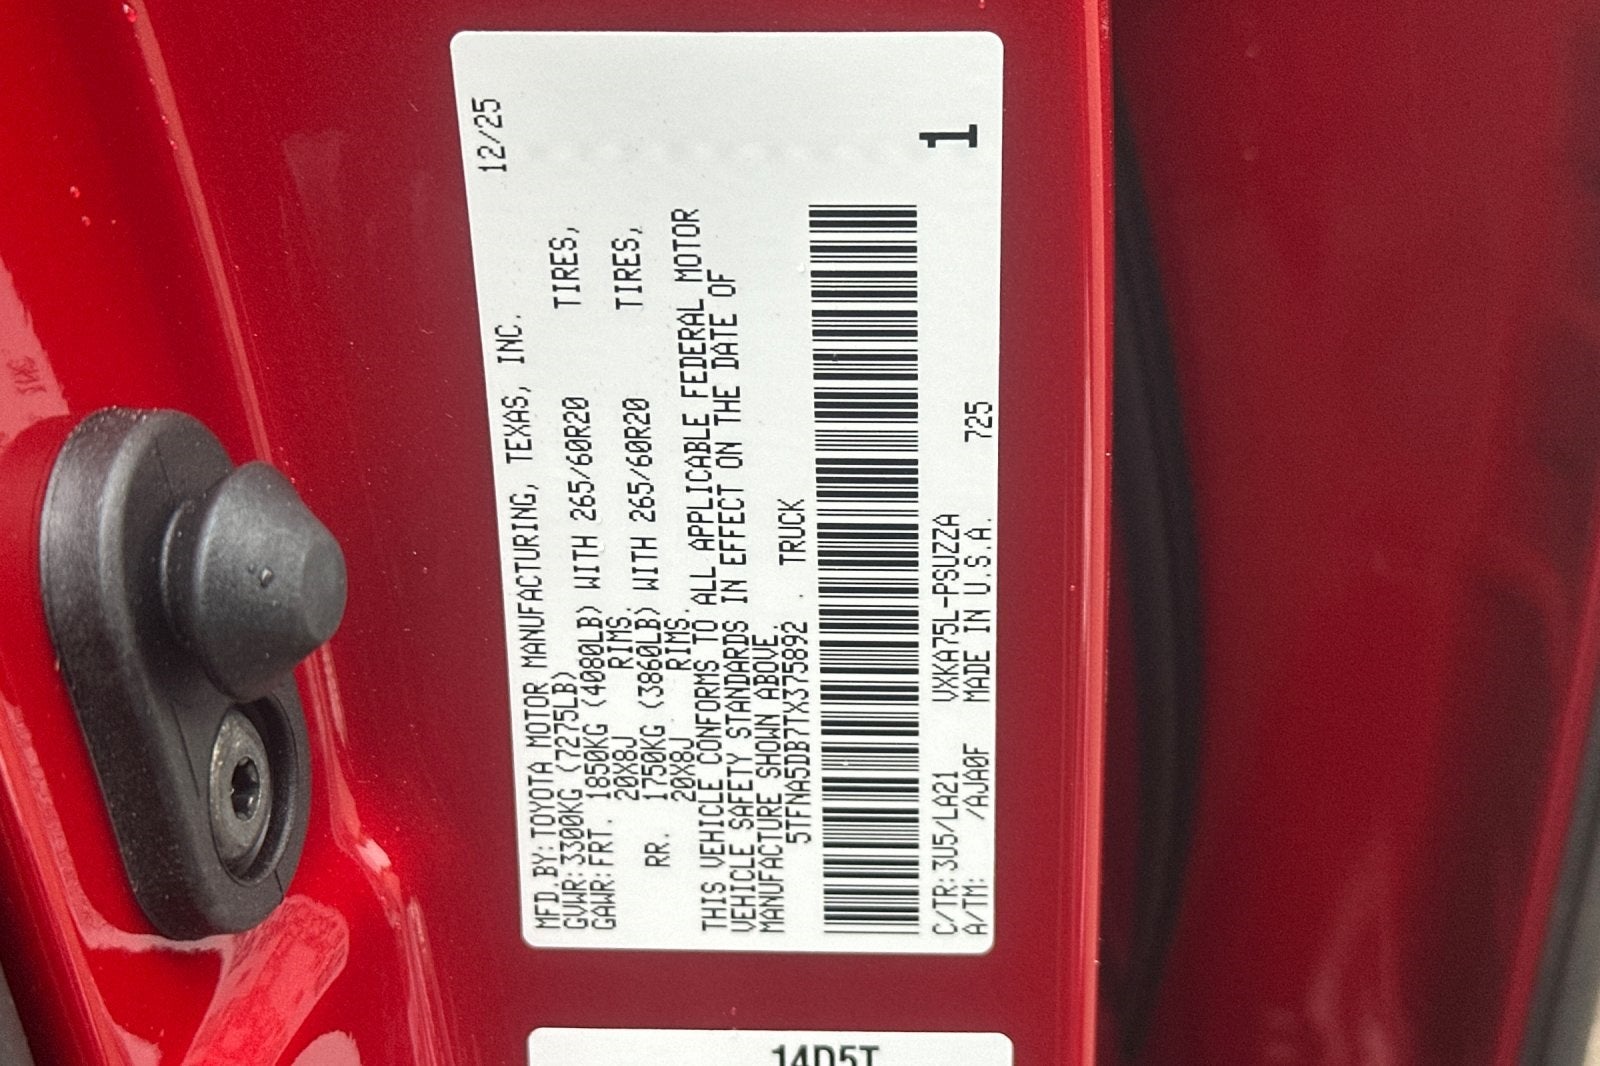 MFD.BY:TOYOTA MOTOR MANUFACTURING, TEXAS, INC. 12/25
GVWR:3300KG (7275LB)
GAWR:FRT. 1850KG (4080LB) WITH 265/60R20 TIRES,
20X8J RIMS.
RR. 1750KG (3860LB) WITH 265/60R20 TIRES,
20X8J RIMS.
THIS VEHICLE CONFORMS TO ALL APPLICABLE FEDERAL MOTOR
VEHICLE SAFETY STANDARDS IN EFFECT ON THE DATE OF
MANUFACTURE SHOWN ABOVE.
5TFNA5DB7TX375892 . TRUCK
1
C/TR:3U5/LA21 VXKA75L-PSUZZA 725
A/TM: /AJA0F MADE IN U.S.A.
14D5T